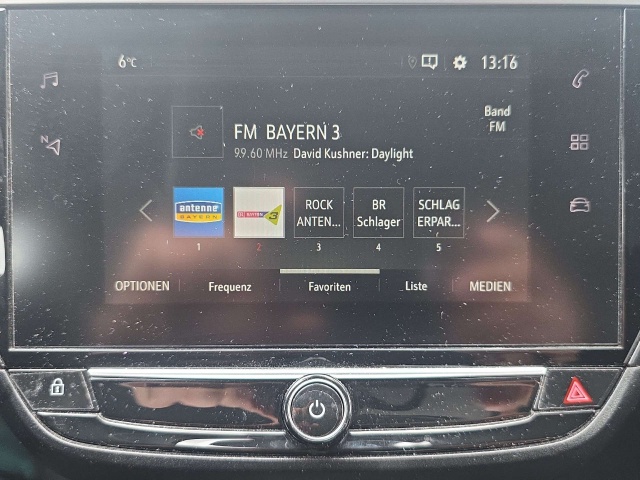 6°C
13:16
N
FM BAYERN 3
Band
FM
99.60 MHz David Kushner: Daylight
antenne
BAYERN
BR BAYERN 3
ROCK
ANTEN...
BR
Schlager
SCHLAG
ERPAR...
1 2 3 4 5
OPTIONEN Frequenz Favoriten Liste MEDIEN